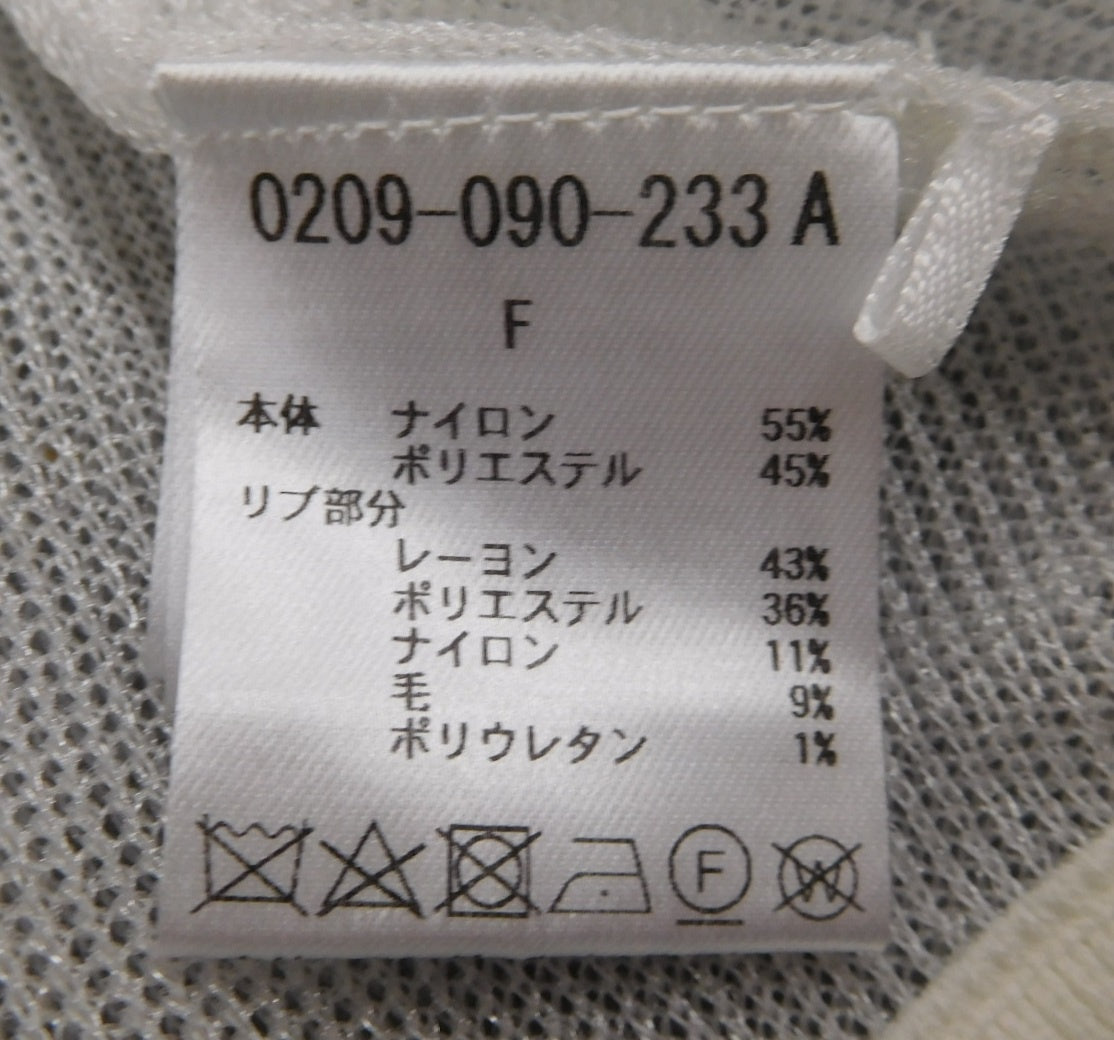 0209-090-233 A
F
本体 ナイロン 55%
ポリエステル 45%
リブ部分
レーヨン 43%
ポリエステル 36%
ナイロン 11%
毛 9%
ポリウレタン 1%
F W